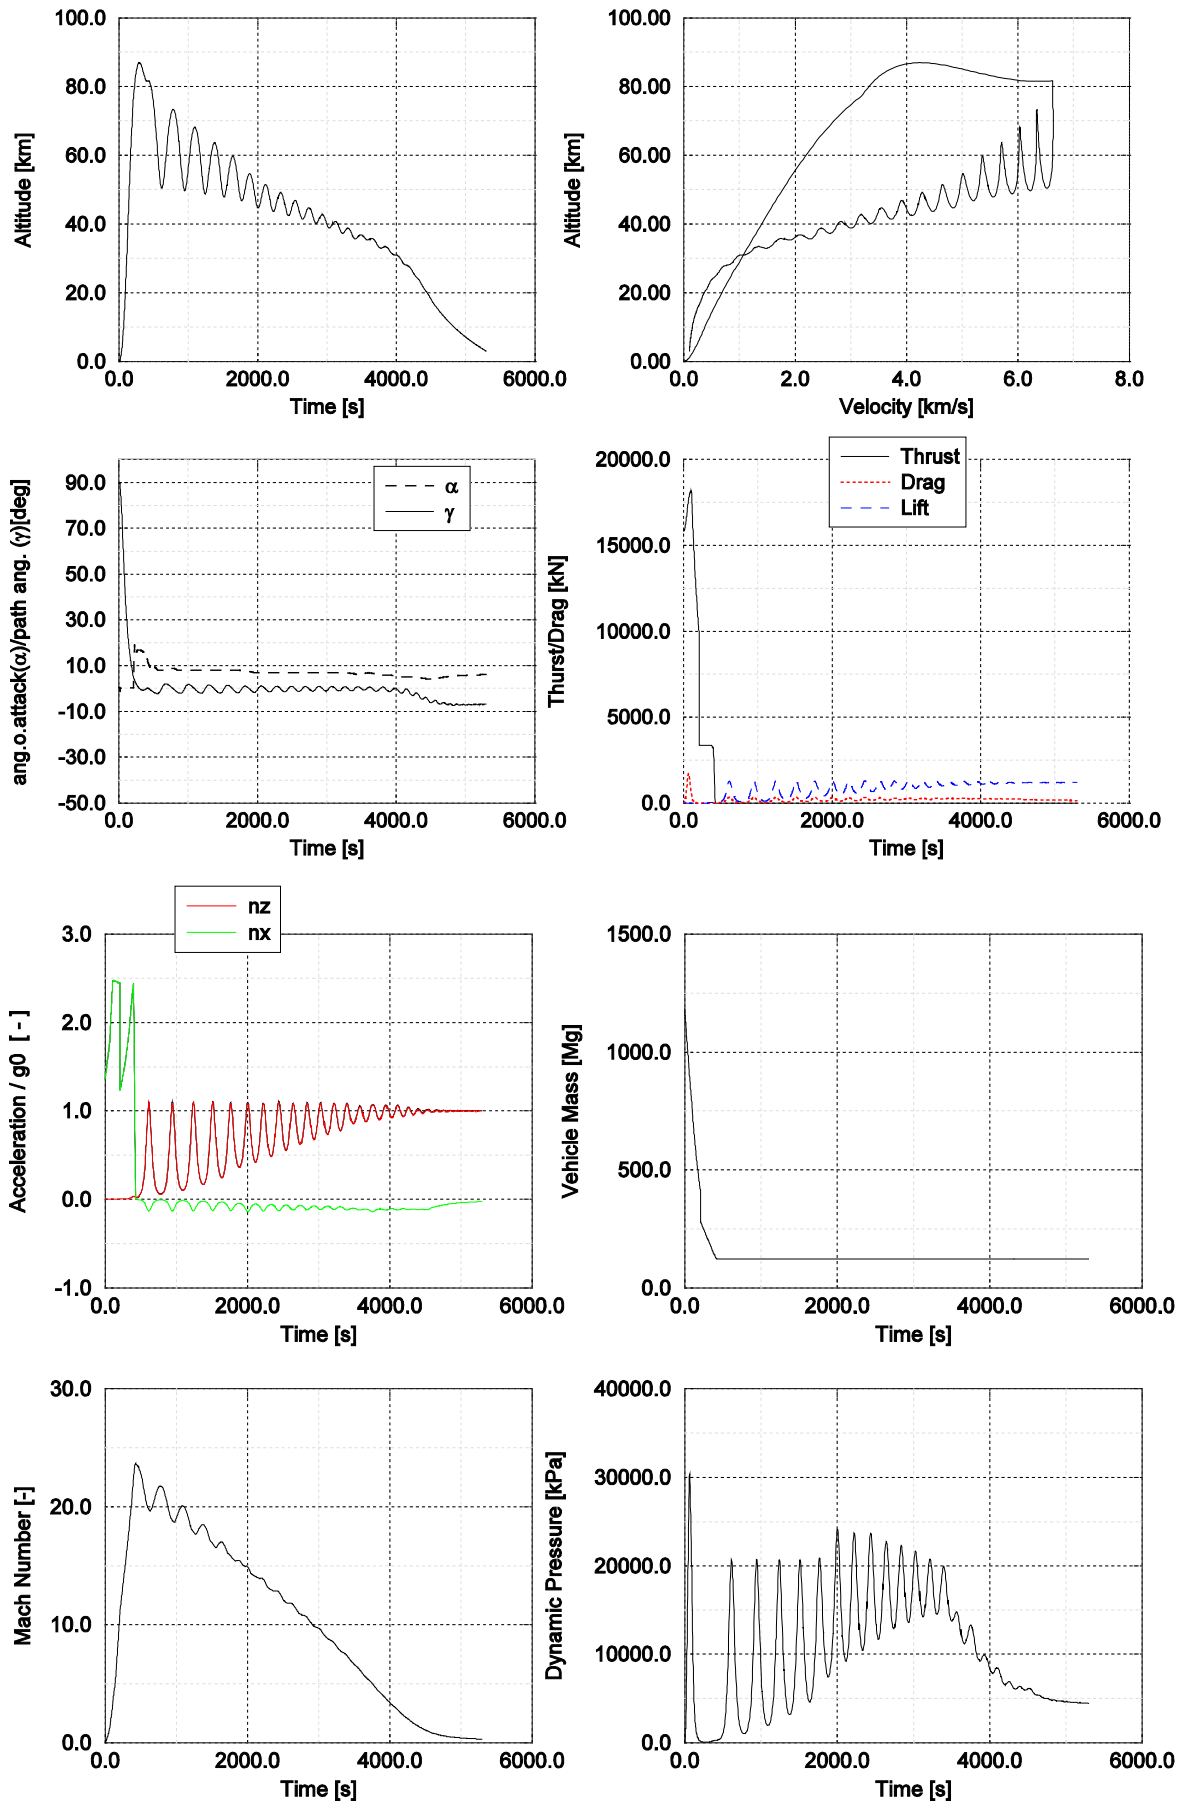 100.0
80.0
60.0
40.0
20.0
0.0
Altitude [km]
0.0 2000.0 4000.0 6000.0
Time [s]
100.00
80.00
60.00
40.00
20.00
0.00
Altitude [km]
0.0 2.0 4.0 6.0 8.0
Velocity [km/s]
90.0
70.0
50.0
30.0
10.0
-10.0
-30.0
-50.0
ang.o.attack(α)/path ang. (γ)[deg]
α
γ
0.0 2000.0 4000.0 6000.0
Time [s]
Thrust
Drag
Lift
20000.0
15000.0
10000.0
5000.0
0.0
Thurst/Drag [kN]
0.0 2000.0 4000.0 6000.0
Time [s]
nz
nx
3.0
2.0
1.0
0.0
-1.0
Acceleration / g0 [ - ]
0.0 2000.0 4000.0 6000.0
Time [s]
1500.0
1000.0
500.0
0.0
Vehicle Mass [Mg]
0.0 2000.0 4000.0 6000.0
Time [s]
30.0
20.0
10.0
0.0
Mach Number [-]
0.0 2000.0 4000.0 6000.0
Time [s]
40000.0
30000.0
20000.0
10000.0
0.0
Dynamic Pressure [kPa]
0.0 2000.0 4000.0 6000.0
Time [s]